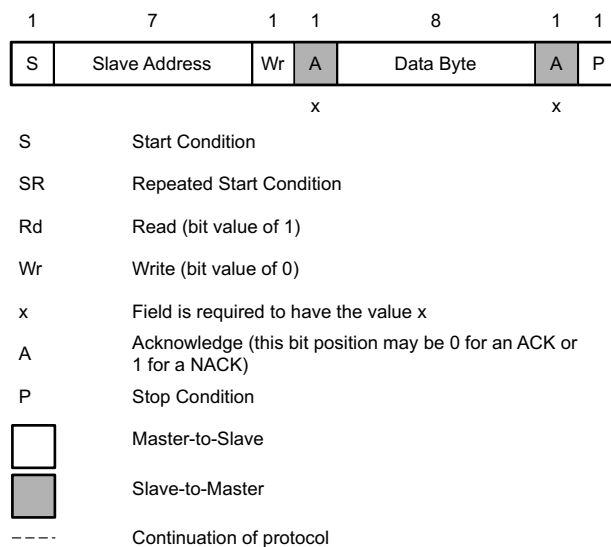 1 7 1 1 8 1 1
S Slave Address Wr A Data Byte A P
x x
S Start Condition
SR Repeated Start Condition
Rd Read (bit value of 1)
Wr Write (bit value of 0)
x Field is required to have the value x
A Acknowledge (this bit position may be 0 for an ACK or
1 for a NACK)
P Stop Condition
Master-to-Slave
Slave-to-Master
Continuation of protocol